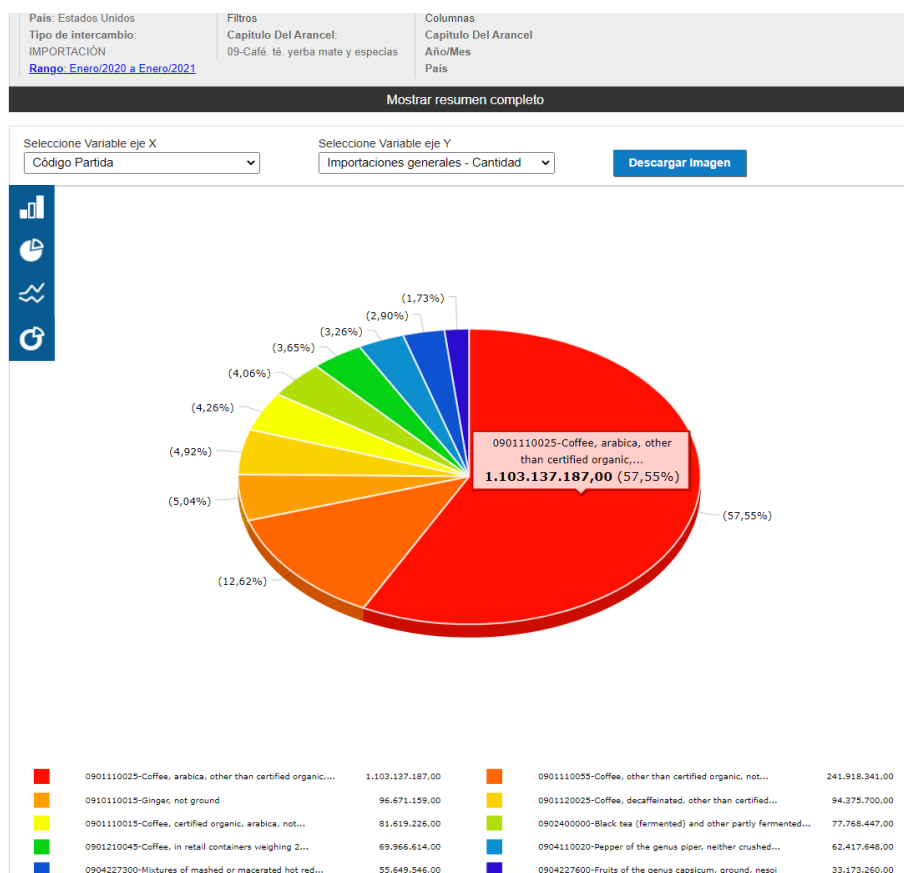 País: Estados Unidos
Filtros
Columnas
Tipo de intercambio:
Capitulo Del Arancel:
Capitulo Del Arancel
IMPORTACIÓN
09-Café. té. yerba mate y especias
Año/Mes
Rango: Enero/2020 a Enero/2021
País
Mostrar resumen completo
Seleccione Variable eje X
Seleccione Variable eje Y
Código Partida
Importaciones generales - Cantidad
Descargar Imagen
(1,73%)
(2,90%)
(3,26%)
(3,65%)
(4,06%)
(4,26%)
(4,92%)
(5,04%)
(12,62%)
(57,55%)
0901110025-Coffee, arabica, other
than certified organic,...
1.103.137.187,00 (57,55%)
0901110025-Coffee, arabica, other than certified organic,... 1.103.137.187,00
0901110055-Coffee, other than certified organic, not... 241.918.341,00
0910110015-Ginger, not ground 96.671.159,00
0901120025-Coffee, decaffeinated, other than certified... 94.375.700,00
0901110015-Coffee, certified organic, arabica, not... 81.619.226,00
0902400000-Black tea (fermented) and other partly fermented... 77.768.447,00
0901210045-Coffee, in retail containers weighing 2... 69.966.614,00
0904110020-Pepper of the genus piper, neither crushed... 62.417.648,00
0904227300-Mixtures of mashed or macerated hot red... 55.649.546,00
0904227600-Fruits of the genus capsicum, ground, nesoi 33.173.260,00